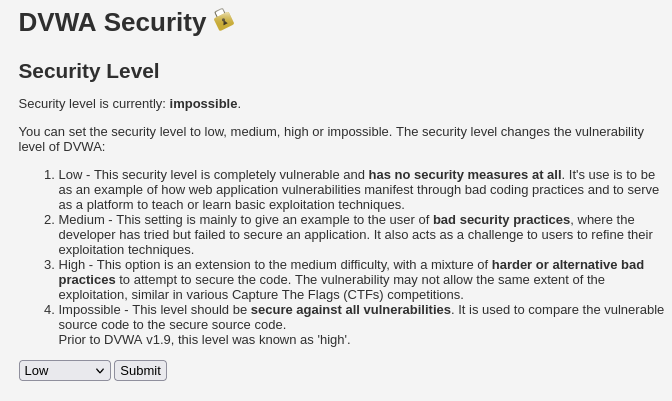 DVWA Security
Security Level
Security level is currently: impossible.
You can set the security level to low, medium, high or impossible. The security level changes the vulnerability
level of DVWA:
1. Low - This security level is completely vulnerable and has no security measures at all. It's use is to be
as an example of how web application vulnerabilities manifest through bad coding practices and to serve
as a platform to teach or learn basic exploitation techniques.
2. Medium - This setting is mainly to give an example to the user of bad security practices, where the
developer has tried but failed to secure an application. It also acts as a challenge to users to refine their
exploitation techniques.
3. High - This option is an extension to the medium difficulty, with a mixture of harder or alternative bad
practices to attempt to secure the code. The vulnerability may not allow the same extent of the
exploitation, similar in various Capture The Flags (CTFs) competitions.
4. Impossible - This level should be secure against all vulnerabilities. It is used to compare the vulnerable
source code to the secure source code.
Prior to DVWA v1.9, this level was known as 'high'.
Low Submit